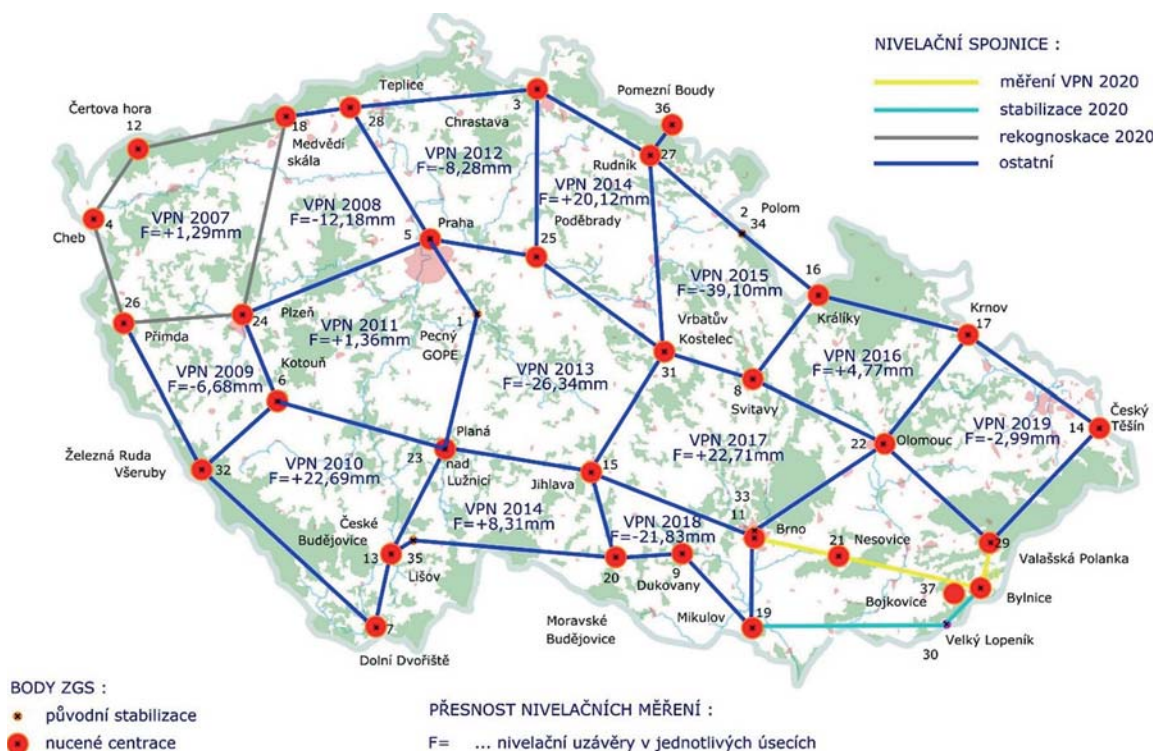 NIVELAČNÍ SPOJNICE :
měření VPN 2020
stabilizace 2020
rekognoskace 2020
ostatní
Čertova hora
12
18
Medvědí
skála
Teplice
28
3
Chrastava
Pomezní Boudy
36
Rudník
27
VPN 2012
F=-8,28mm
VPN 2014
F=+20,12mm
VPN 2007
F=+1,29mm
VPN 2008
F=-12,18mm
4
Cheb
Praha
5
Poděbrady
25
2
34
Polom
16
Králíky
VPN 2015
F=-39,10mm
26
Přimda
24
Plzeň
VPN 2011
F=+1,36mm
1
Pecný
GOPE
Vrbatův
Kostelec
31
Krnov
17
VPN 2009
F=-6,68mm
Kotouň
6
VPN 2013
F=-26,34mm
VPN 2016
F=+4,77mm
8
Svitavy
Český
Těšín
14
VPN 2019
F=-2,99mm
22
Olomouc
Železná Ruda
Všeruby
32
VPN 2010
F=+22,69mm
23
Planá
nad
Lužnicí
VPN 2017
F=+22,71mm
15
Jihlava
VPN 2014
F=+8,31mm
33
11
Brno
České
Budějovice
13
35
Lišov
VPN 2018
F=-21,83mm
20
9
Dukovany
21
Nesovice
29
Valašská Polanka
37
Bojkovice
Bylnice
7
Dolní Dvořiště
Moravské
Budějovice
Mikulov
19
Velký Lopeník
30
BODY ZGS :
původní stabilizace
nucené centrace
PŘESNOST NIVELAČNÍCH MĚŘENÍ :
F= ... nivelační uzávěry v jednotlivých úsecích